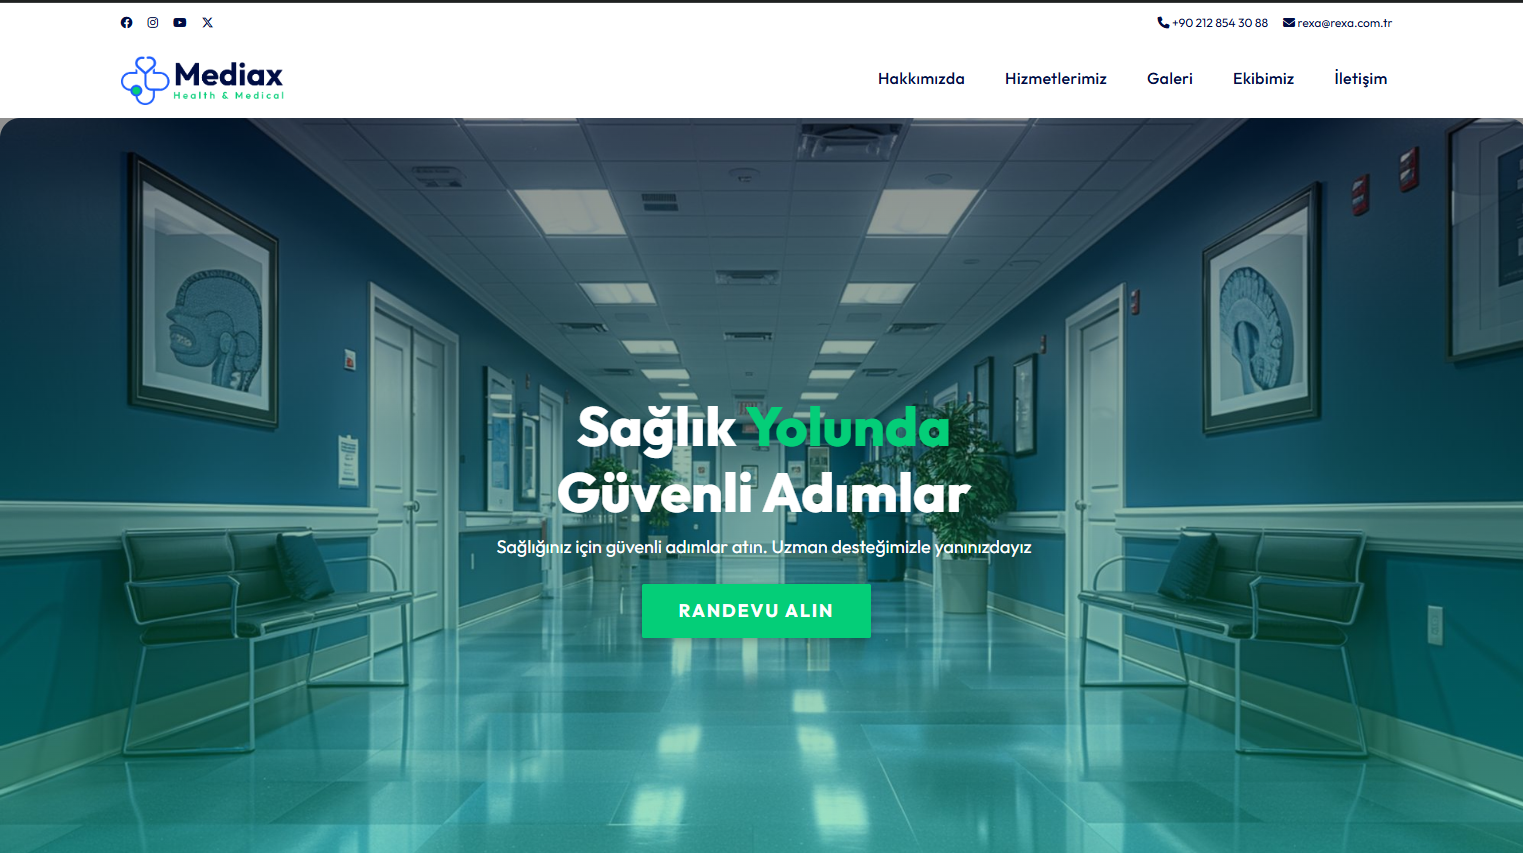 +90 212 854 30 88 rexa@rexa.com.tr
Mediax
Health & Medical
Hakkımızda Hizmetlerimiz Galeri Ekibimiz İletişim
Sağlık Yolunda
Güvenli Adımlar
Sağlığınız için güvenli adımlar atın. Uzman desteğimizle yanınızdayız
RANDEVU ALIN